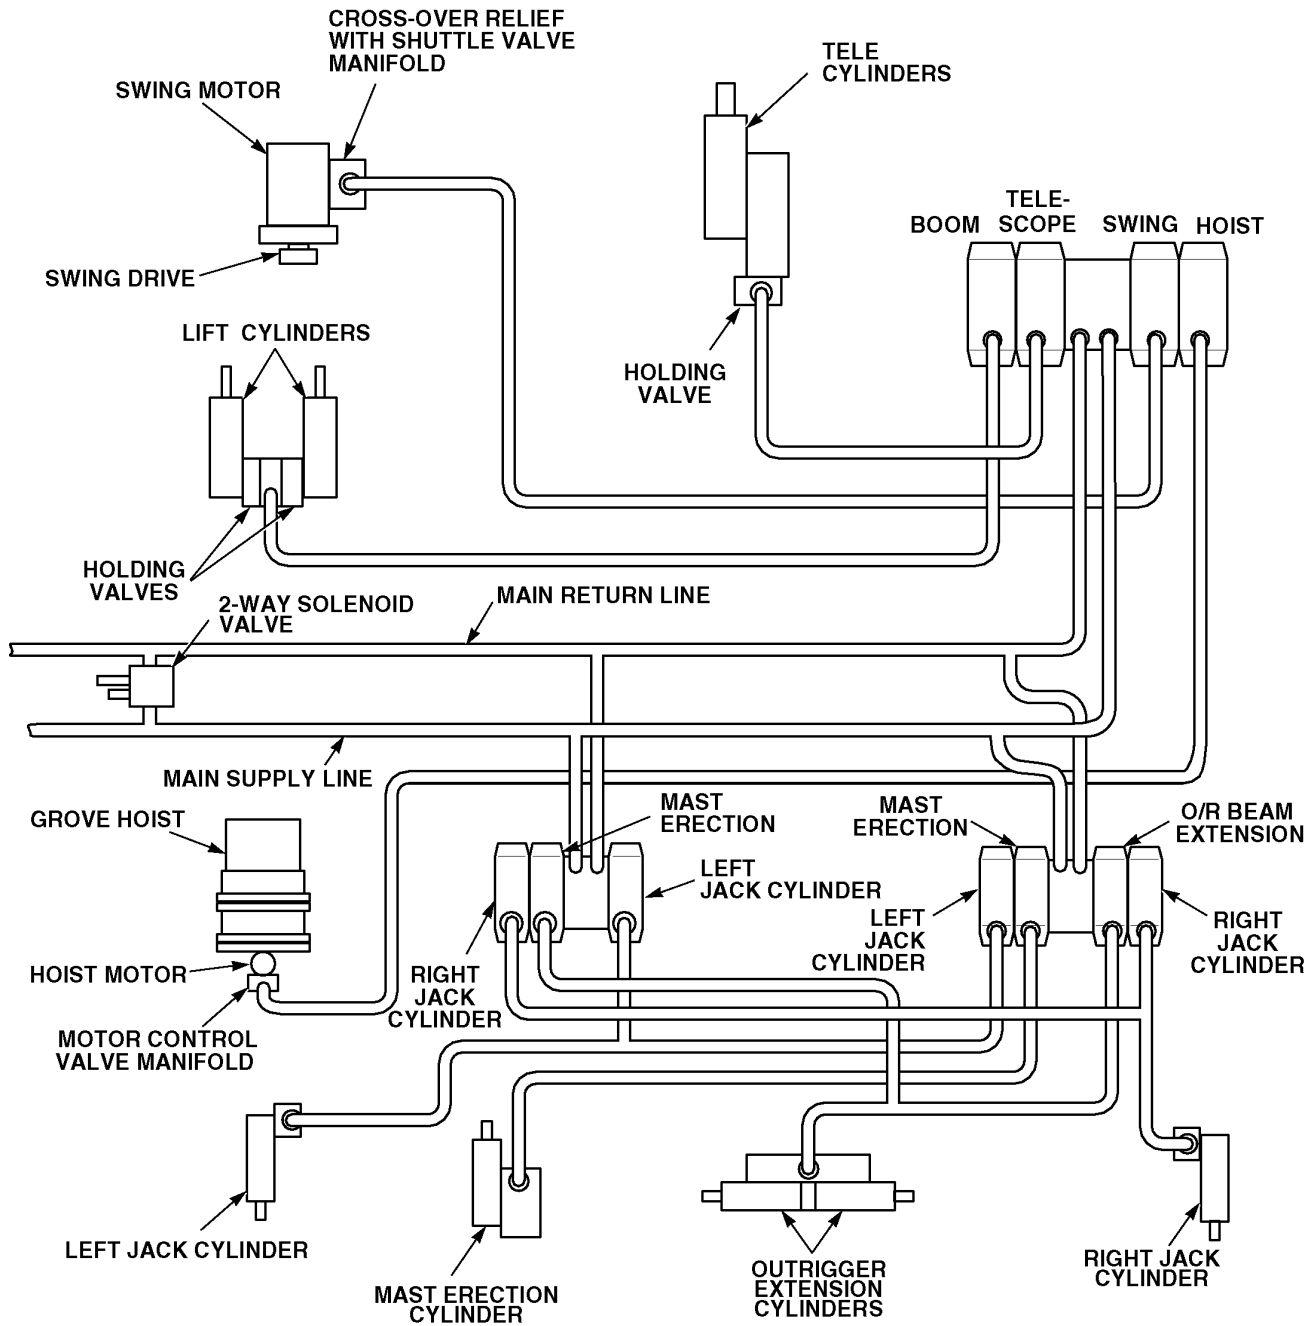 CROSS-OVER RELIEF
WITH SHUTTLE VALVE
MANIFOLD
SWING MOTOR
TELE
CYLINDERS
SWING DRIVE
BOOM
TELE-
SCOPE
SWING
HOIST
LIFT CYLINDERS
HOLDING
VALVE
HOLDING
VALVES
2-WAY SOLENOID
VALVE
MAIN RETURN LINE
MAIN SUPPLY LINE
GROVE HOIST
MAST
ERECTION
MAST
ERECTION
O/R BEAM
EXTENSION
LEFT
JACK CYLINDER
LEFT
JACK
CYLINDER
RIGHT
JACK
CYLINDER
HOIST MOTOR
RIGHT
JACK
CYLINDER
MOTOR CONTROL
VALVE MANIFOLD
LEFT JACK CYLINDER
MAST ERECTION
CYLINDER
OUTRIGGER
EXTENSION
CYLINDERS
RIGHT JACK
CYLINDER